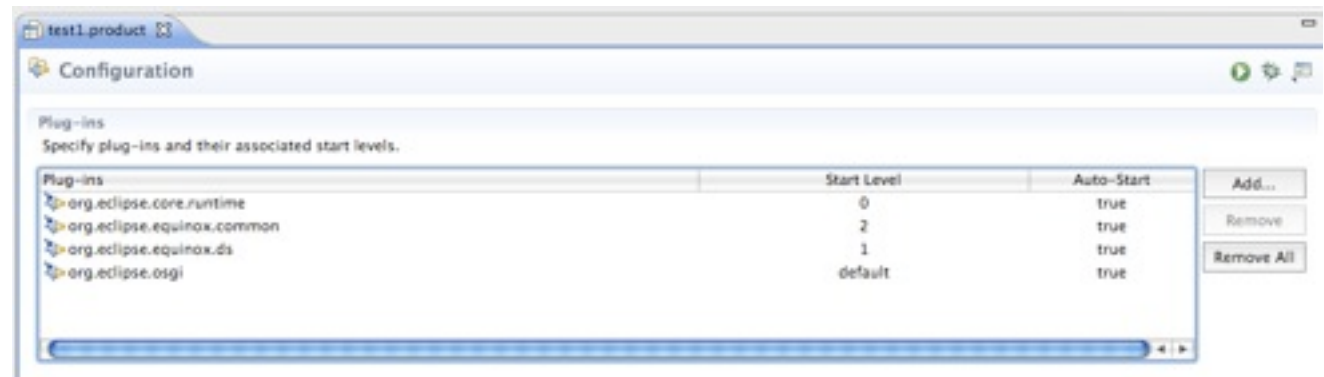 test1.product
Configuration
Plug-ins
Specify plug-ins and their associated start levels.
Plug-ins Start Level Auto-Start
org.eclipse.core.runtime 0 true
org.eclipse.equinox.common 2 true
org.eclipse.equinox.ds 1 true
org.eclipse.osgi default true
Add...
Remove
Remove All